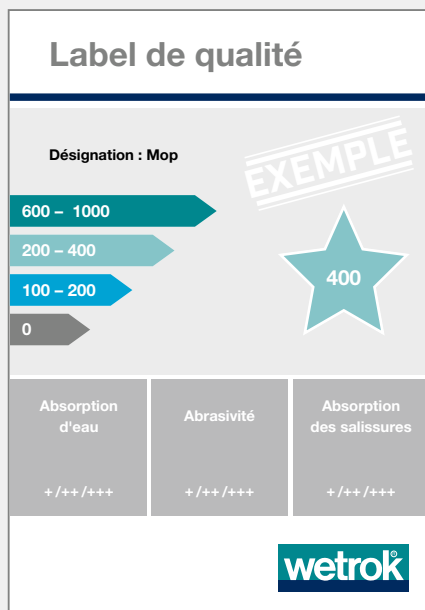 Label de qualité
EXEMPLE
Désignation : Mop
600 – 1000
200 – 400
100 – 200
0
400
Absorption
d'eau
+/++/+++
Abrasivité
+/++/+++
Absorption
des salissures
+/++/+++
wetrok®